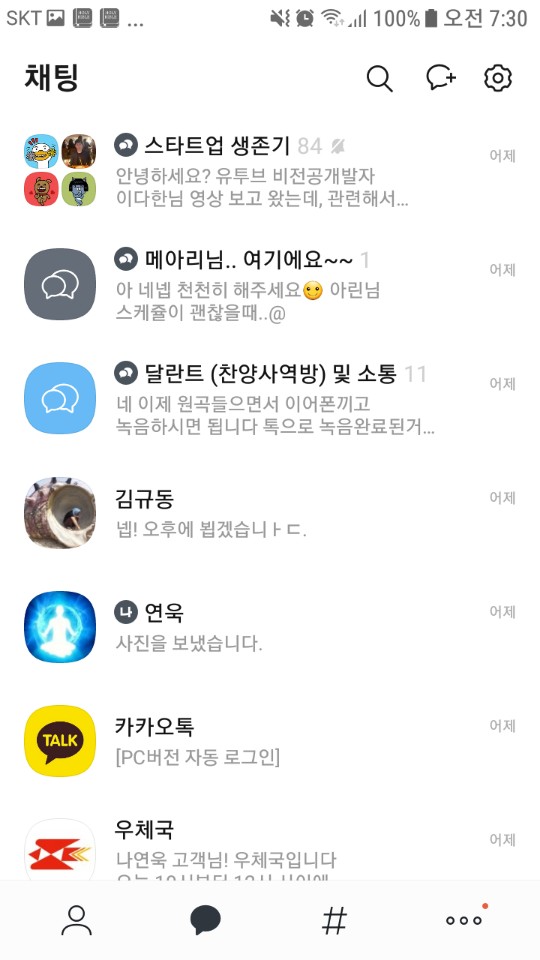 SKT ... 100% 오전 7:30
채팅
스타트업 생존기 84
어제
안녕하세요? 유투브 비전공개발자
이다한님 영상 보고 왔는데, 관련해서...
메아리님.. 여기에요~~ 1
어제
아 네넵 천천히 해주세요 아린님
스케쥴이 괜찮을때..@
달란트 (찬양사역방) 및 소통 11
어제
네 이제 원곡들으면서 이어폰끼고
녹음하시면 됩니다 톡으로 녹음완료된거...
김규동
어제
넵! 오후에 뵙겠습니ㅏㄷ.
나 연욱
어제
사진을 보냈습니다.
TALK
카카오톡
어제
[PC버전 자동 로그인]
우체국
어제
나연욱 고객님! 우체국입니다